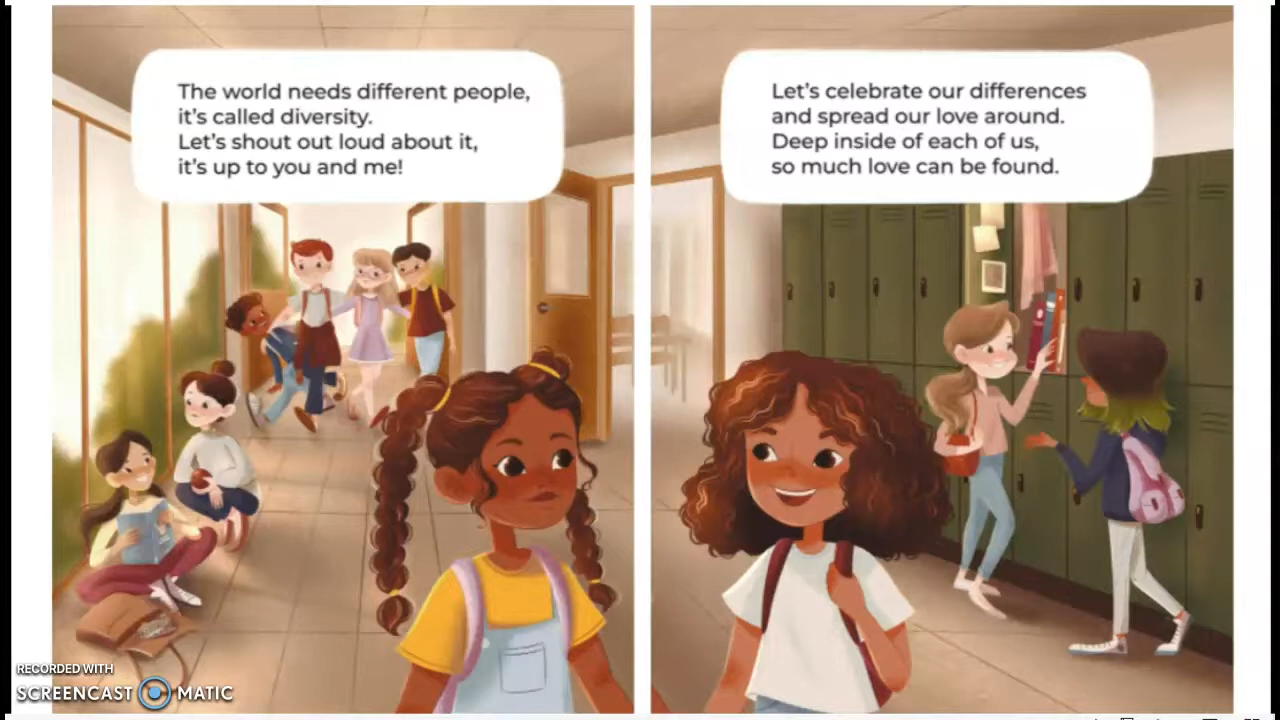 The world needs different people,
it's called diversity.
Let's shout out loud about it,
it's up to you and me!
Let's celebrate our differences
and spread our love around.
Deep inside of each of us,
so much love can be found.
RECORDED WITH
SCREENCAST MATIC